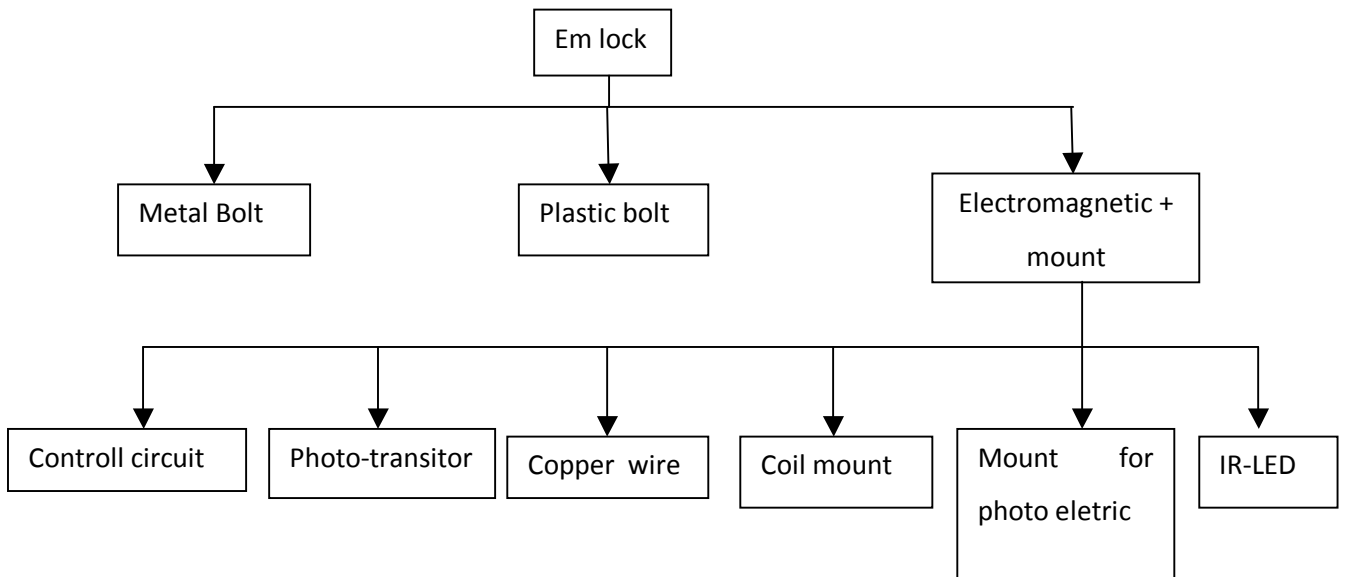 Em lock
Metal Bolt
Plastic bolt
Electromagnetic +
mount
Controll circuit
Photo-transitor
Copper wire
Coil mount
Mount for
photo eletric
IR-LED